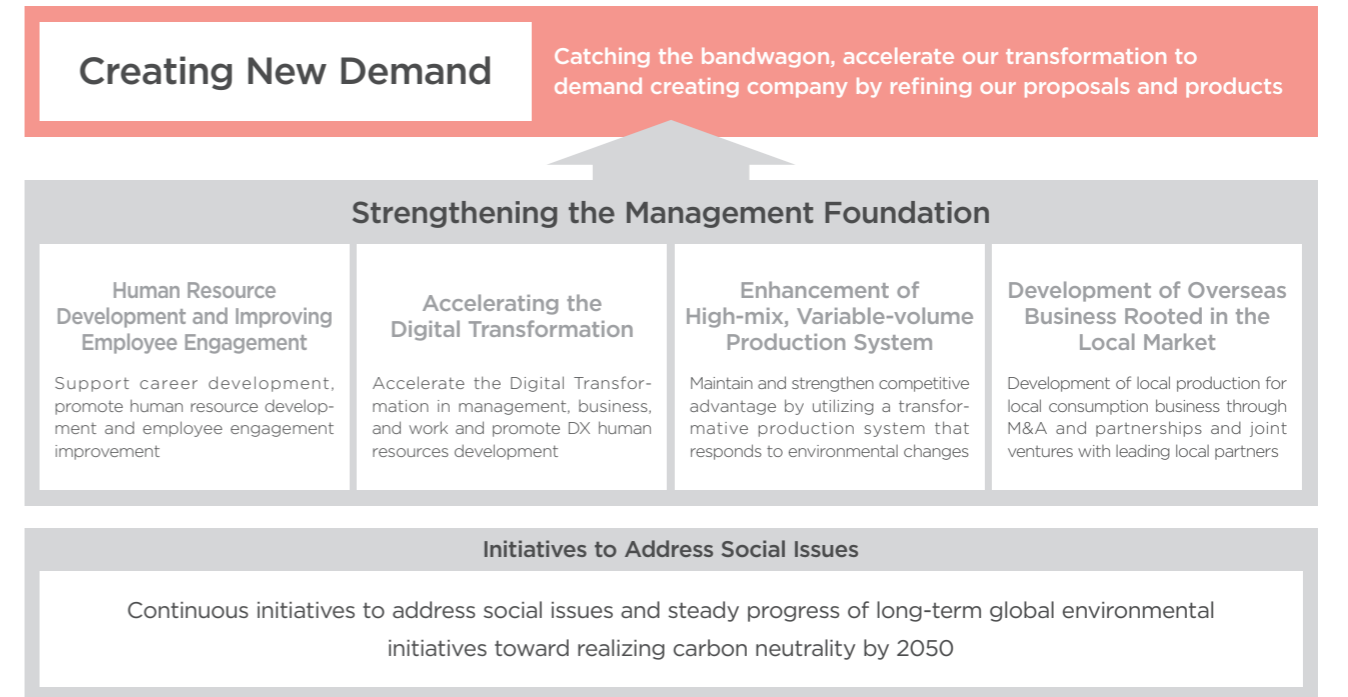 Creating New Demand
Catching the bandwagon, accelerate our transformation to
demand creating company by refining our proposals and products
Strengthening the Management Foundation
Human Resource
Development and Improving
Employee Engagement
Support career development,
promote human resource develop-
ment and employee engagement
improvement
Accelerating the
Digital Transformation
Accelerate the Digital Transfor-
mation in management, business,
and work and promote DX human
resources development
Enhancement of
High-mix, Variable-volume
Production System
Maintain and strengthen competitive
advantage by utilizing a transfor-
mative production system that
responds to environmental changes
Development of Overseas
Business Rooted in the
Local Market
Development of local production for
local consumption business through
M&A and partnerships and joint
ventures with leading local partners
Initiatives to Address Social Issues
Continuous initiatives to address social issues and steady progress of long-term global environmental
initiatives toward realizing carbon neutrality by 2050